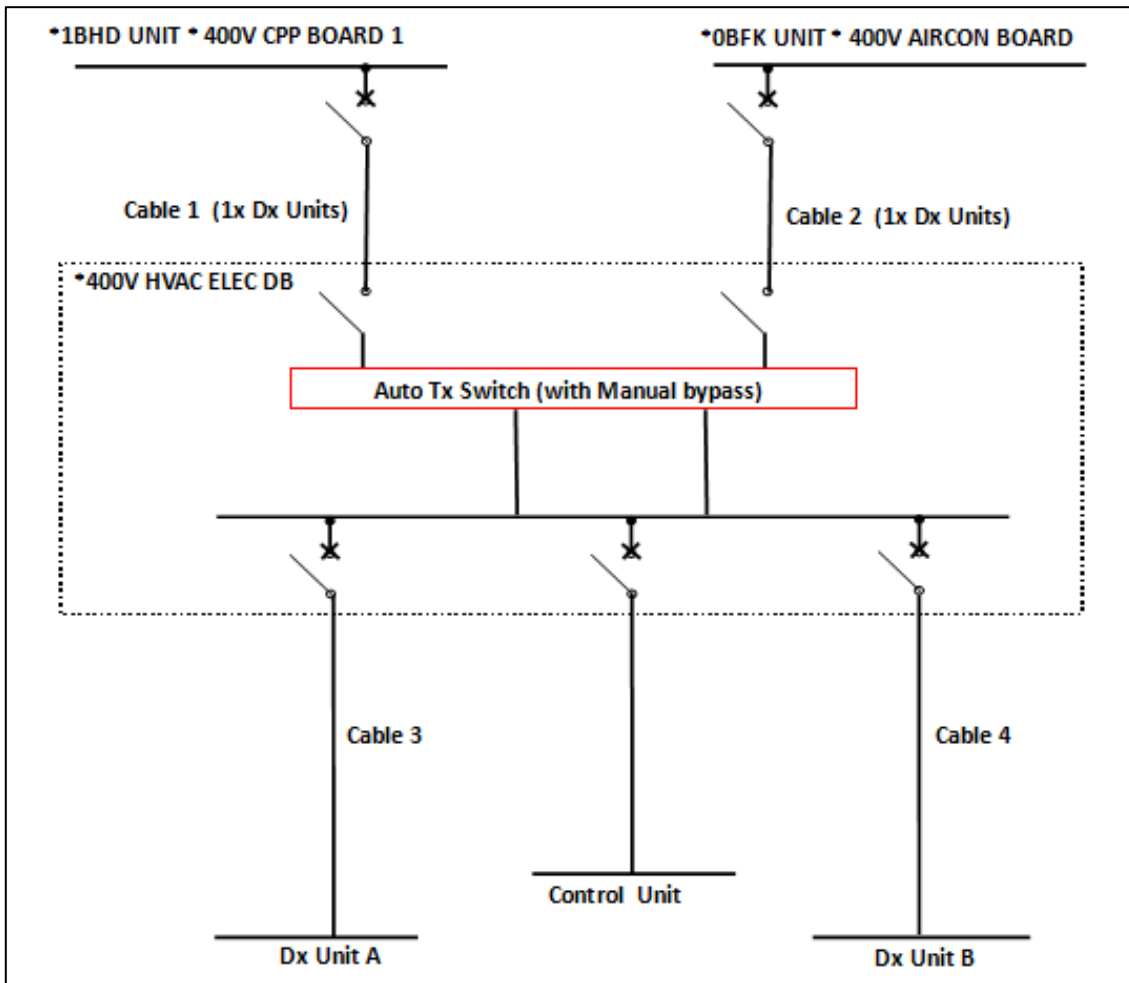 *1BHD UNIT * 400V CPP BOARD 1
*0BFK UNIT * 400V AIRCON BOARD
Cable 1 (1x Dx Units)
Cable 2 (1x Dx Units)
*400V HVAC ELEC DB
Auto Tx Switch (with Manual bypass)
Cable 3
Cable 4
Control Unit
Dx Unit A
Dx Unit B